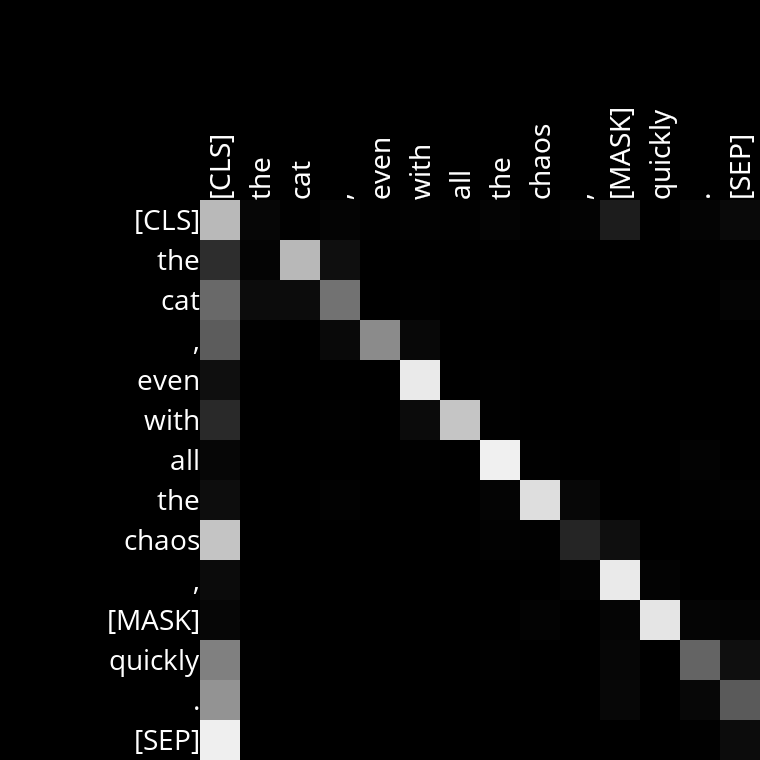 [CLS] the cat , even with all the chaos , [MASK] quickly . [SEP]
[CLS]
the
cat
,
even
with
all
the
chaos
,
[MASK]
quickly
.
[SEP]